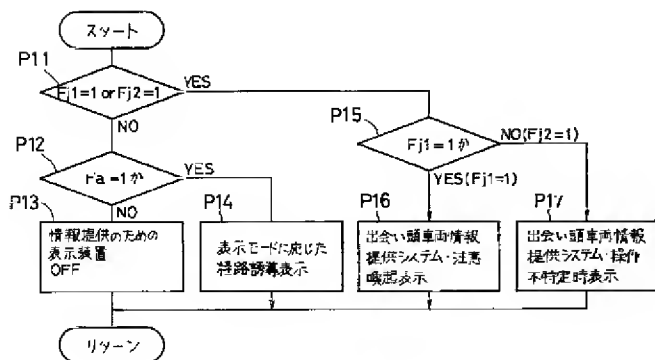 スタート
P11
Fj1=1 or Fj2=1
YES
NO
P12
Fa=1か
YES
NO
P13
情報提供のための
表示装置
OFF
P14
表示モードに応じた
経路誘導表示
P15
Fj1=1か
NO(Fj2=1)
YES(Fj1=1)
P16
出会い頭車両情報
提供システム・注意
喚起表示
P17
出会い頭車両情報
提供システム・操作
不特定時表示
リターン